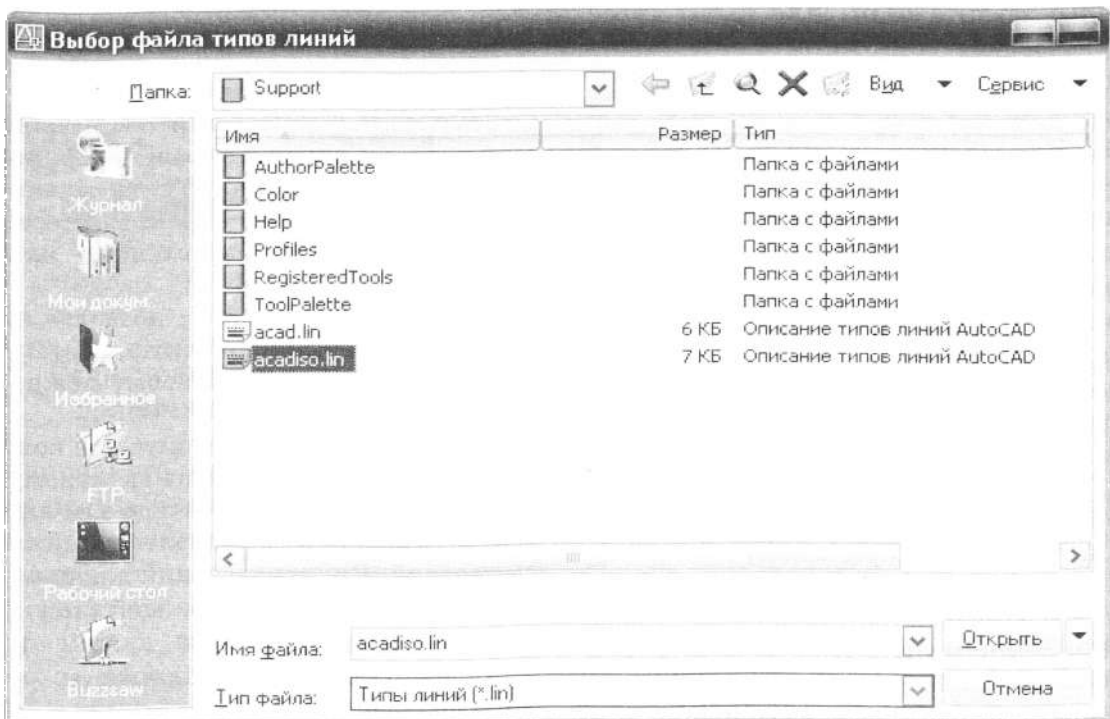 Выбор файла типов линий
Папка: Support Вид Сервис
Журнал
Мои докум...
Избранное
FTP
Рабочий стол
Buzzsaw
Имя Размер Тип
AuthorPalette Папка с файлами
Color Папка с файлами
Help Папка с файлами
Profiles Папка с файлами
RegisteredTools Папка с файлами
ToolPalette Папка с файлами
acad.lin 6 КБ Описание типов линий AutoCAD
acadiso.lin 7 КБ Описание типов линий AutoCAD
Имя файла: acadiso.lin Открыть
Тип файла: Типы линий (*.lin) Отмена